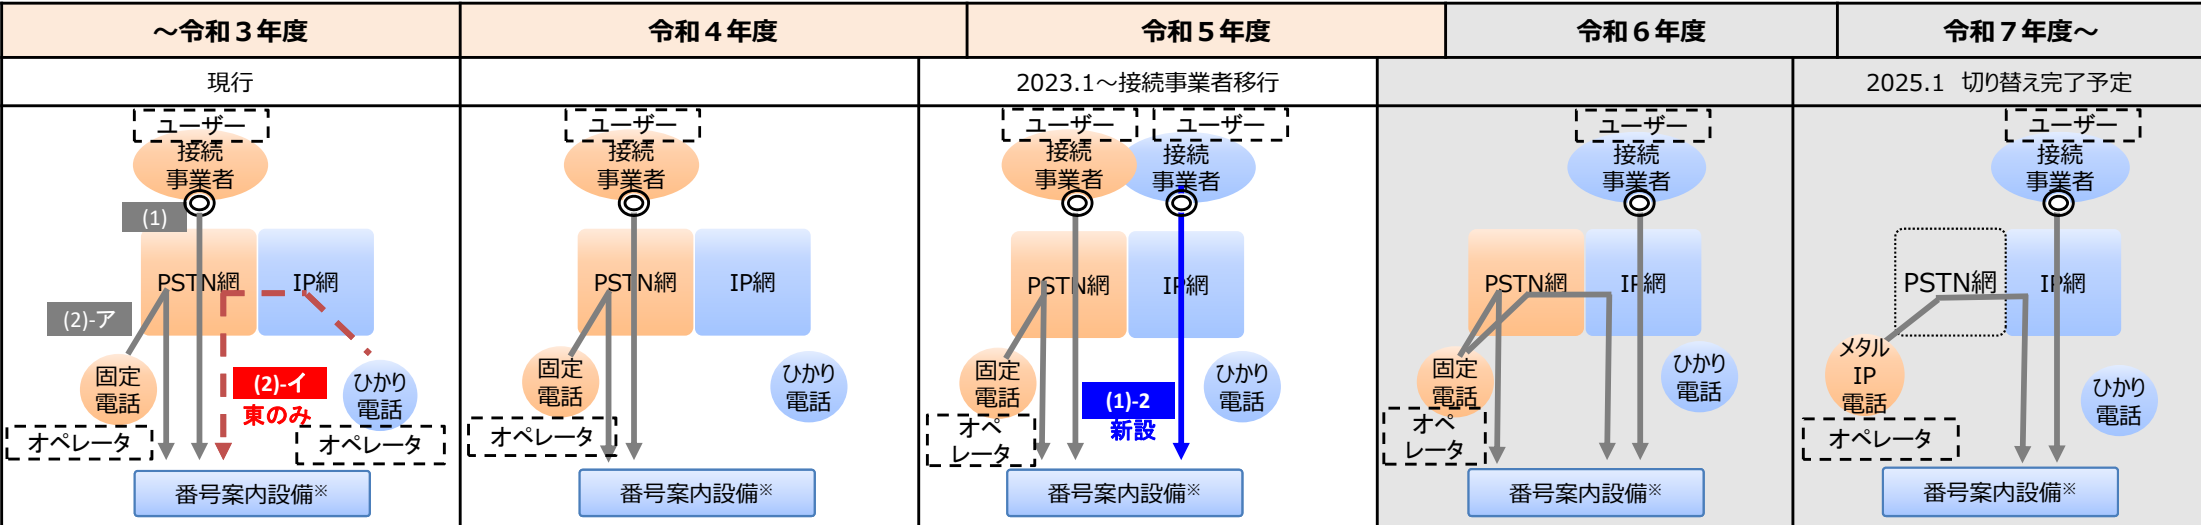 ～令和３年度
令和４年度
令和５年度
令和６年度
令和７年度～
現行
2023.1～接続事業者移行
2025.1 切り替え完了予定
ユーザー
接続
事業者
(1)
PSTN網
IP網
(2)-ア
固定
電話
(2)-イ
東のみ
ひかり
電話
オペレータ
オペレータ
番号案内設備※
ユーザー
接続
事業者
PSTN網
IP網
固定
電話
ひかり
電話
オペレータ
番号案内設備※
ユーザー
ユーザー
接続
事業者
接続
事業者
PSTN網
IP網
固定
電話
(1)-2
新設
ひかり
電話
オペ
レータ
番号案内設備※
ユーザー
接続
事業者
PSTN網
IP網
固定
電話
ひかり
電話
オペ
レータ
番号案内設備※
ユーザー
接続
事業者
PSTN網
IP網
メタル
IP
電話
ひかり
電話
オペレータ
番号案内設備※